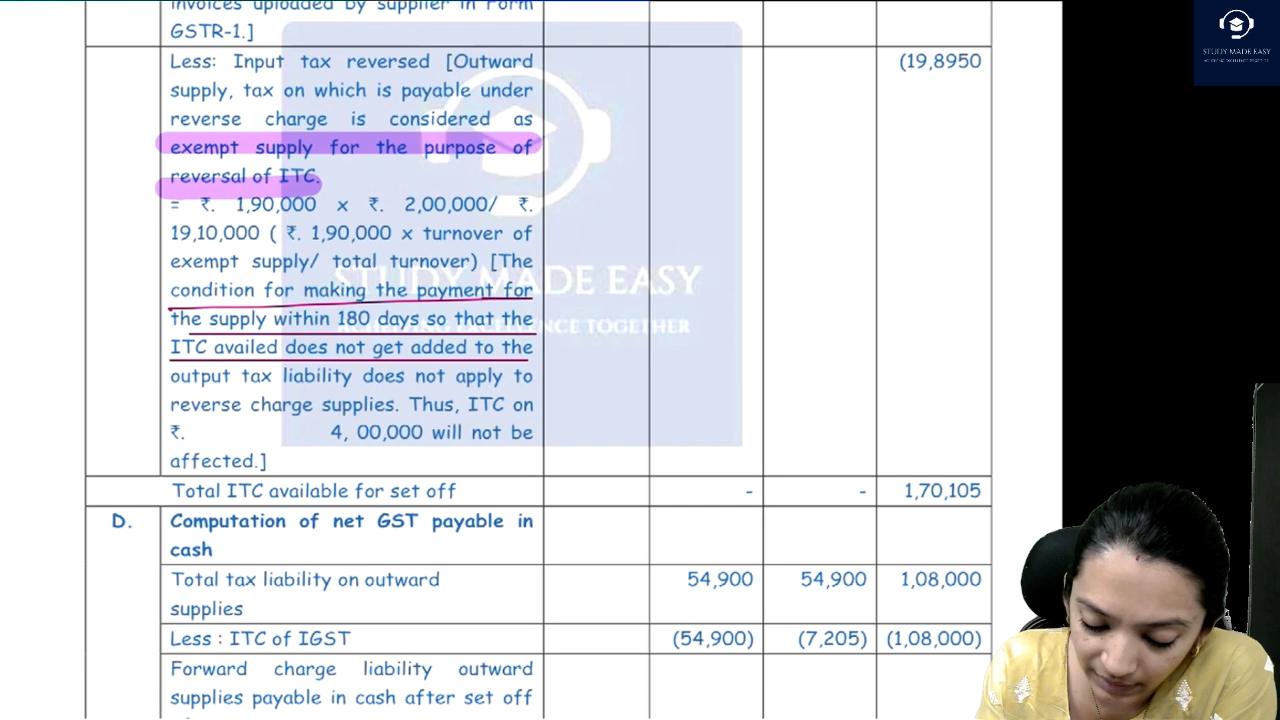 invoices uploaded by supplier in Form
GSTR-1.]
Less: Input tax reversed [Outward (19,8950
supply, tax on which is payable under
reverse charge is considered as
exempt supply for the purpose of
reversal of ITC.
= ₹. 1,90,000 x ₹. 2,00,000/ ₹.
19,10,000 ( ₹. 1,90,000 x turnover of
exempt supply/ total turnover) [The
condition for making the payment for
the supply within 180 days so that the
ITC availed does not get added to the
output tax liability does not apply to
reverse charge supplies. Thus, ITC on
₹. 4, 00,000 will not be
affected.]
Total ITC available for set off - - 1,70,105
D. Computation of net GST payable in
cash
Total tax liability on outward 54,900 54,900 1,08,000
supplies
Less : ITC of IGST (54,900) (7,205) (1,08,000)
Forward charge liability outward
supplies payable in cash after set off
STUDY MADE EASY
STUDY MADE EASY